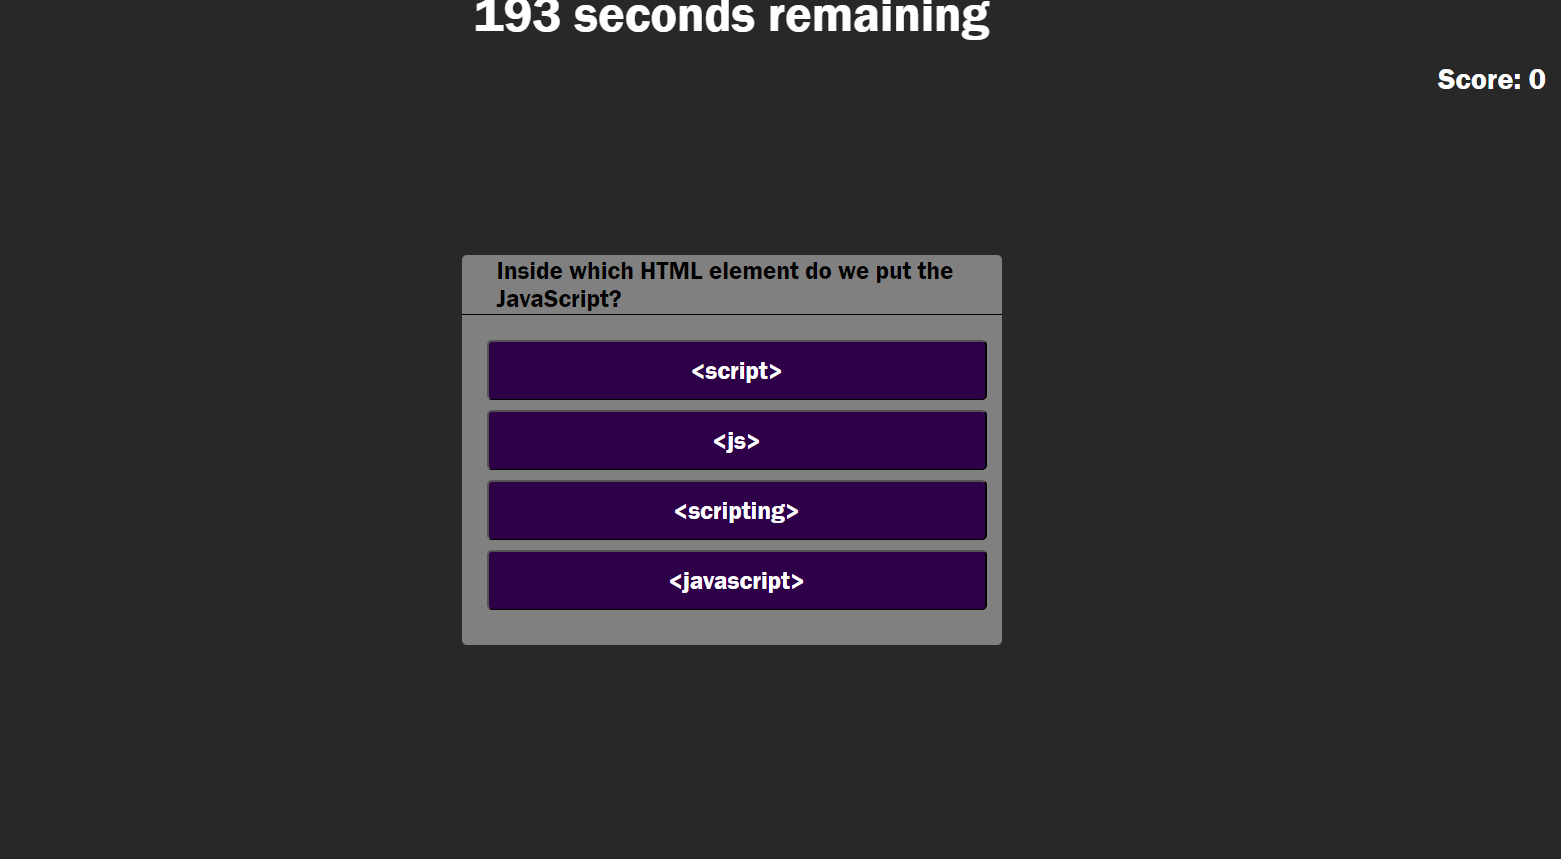 193 seconds remaining
Score: 0
Inside which HTML element do we put the
JavaScript?
<script>
<js>
<scripting>
<javascript>